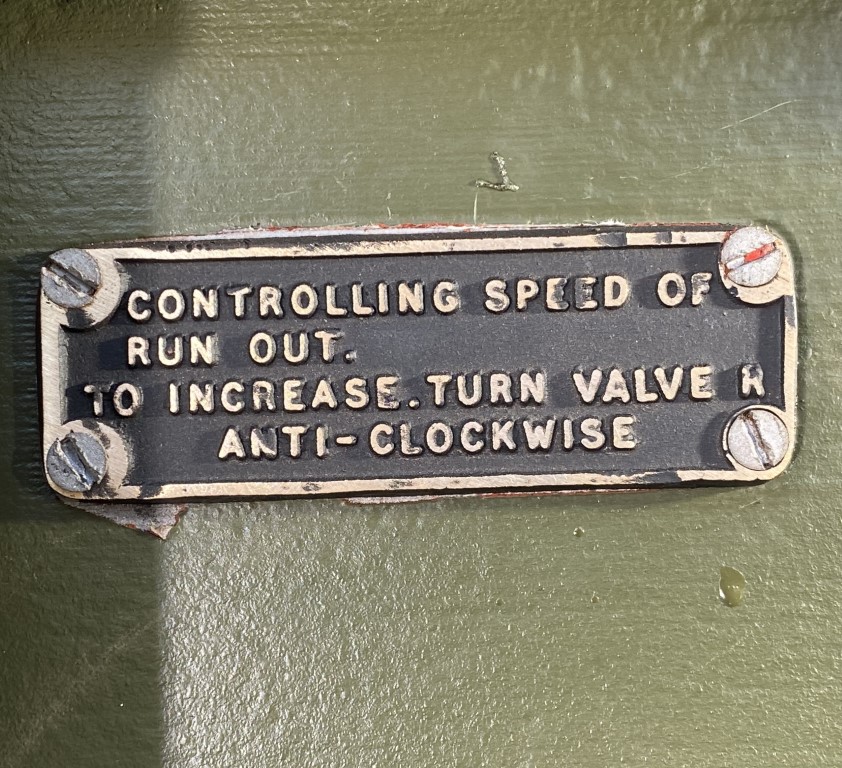 CONTROLLING SPEED OF
RUN OUT.
TO INCREASE.TURN VALVE H
ANTI-CLOCKWISE